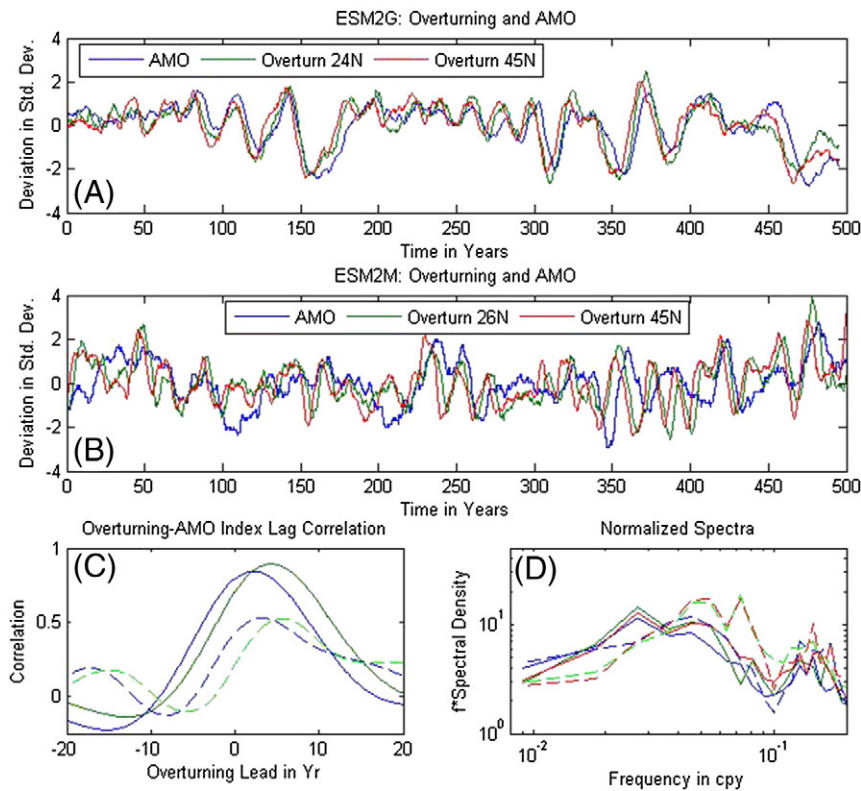 ESM2G: Overturning and AMO
4
2
0
-2
-4
Deviation in Std. Dev.
AMO Overturn 24N Overturn 45N
(A)
0 50 100 150 200 250 300 350 400 450 500
Time in Years
ESM2M: Overturning and AMO
4
2
0
-2
-4
Deviation in Std. Dev.
AMO Overturn 26N Overturn 45N
(B)
0 50 100 150 200 250 300 350 400 450 500
Time in Years
Overturning-AMO Index Lag Correlation
1
0.5
0
Correlation
(C)
-20 -10 0 10 20
Overturning Lead in Yr
Normalized Spectra
10^1
10^0
f*Spectral Density
(D)
10^-2 10^-1
Frequency in cpy